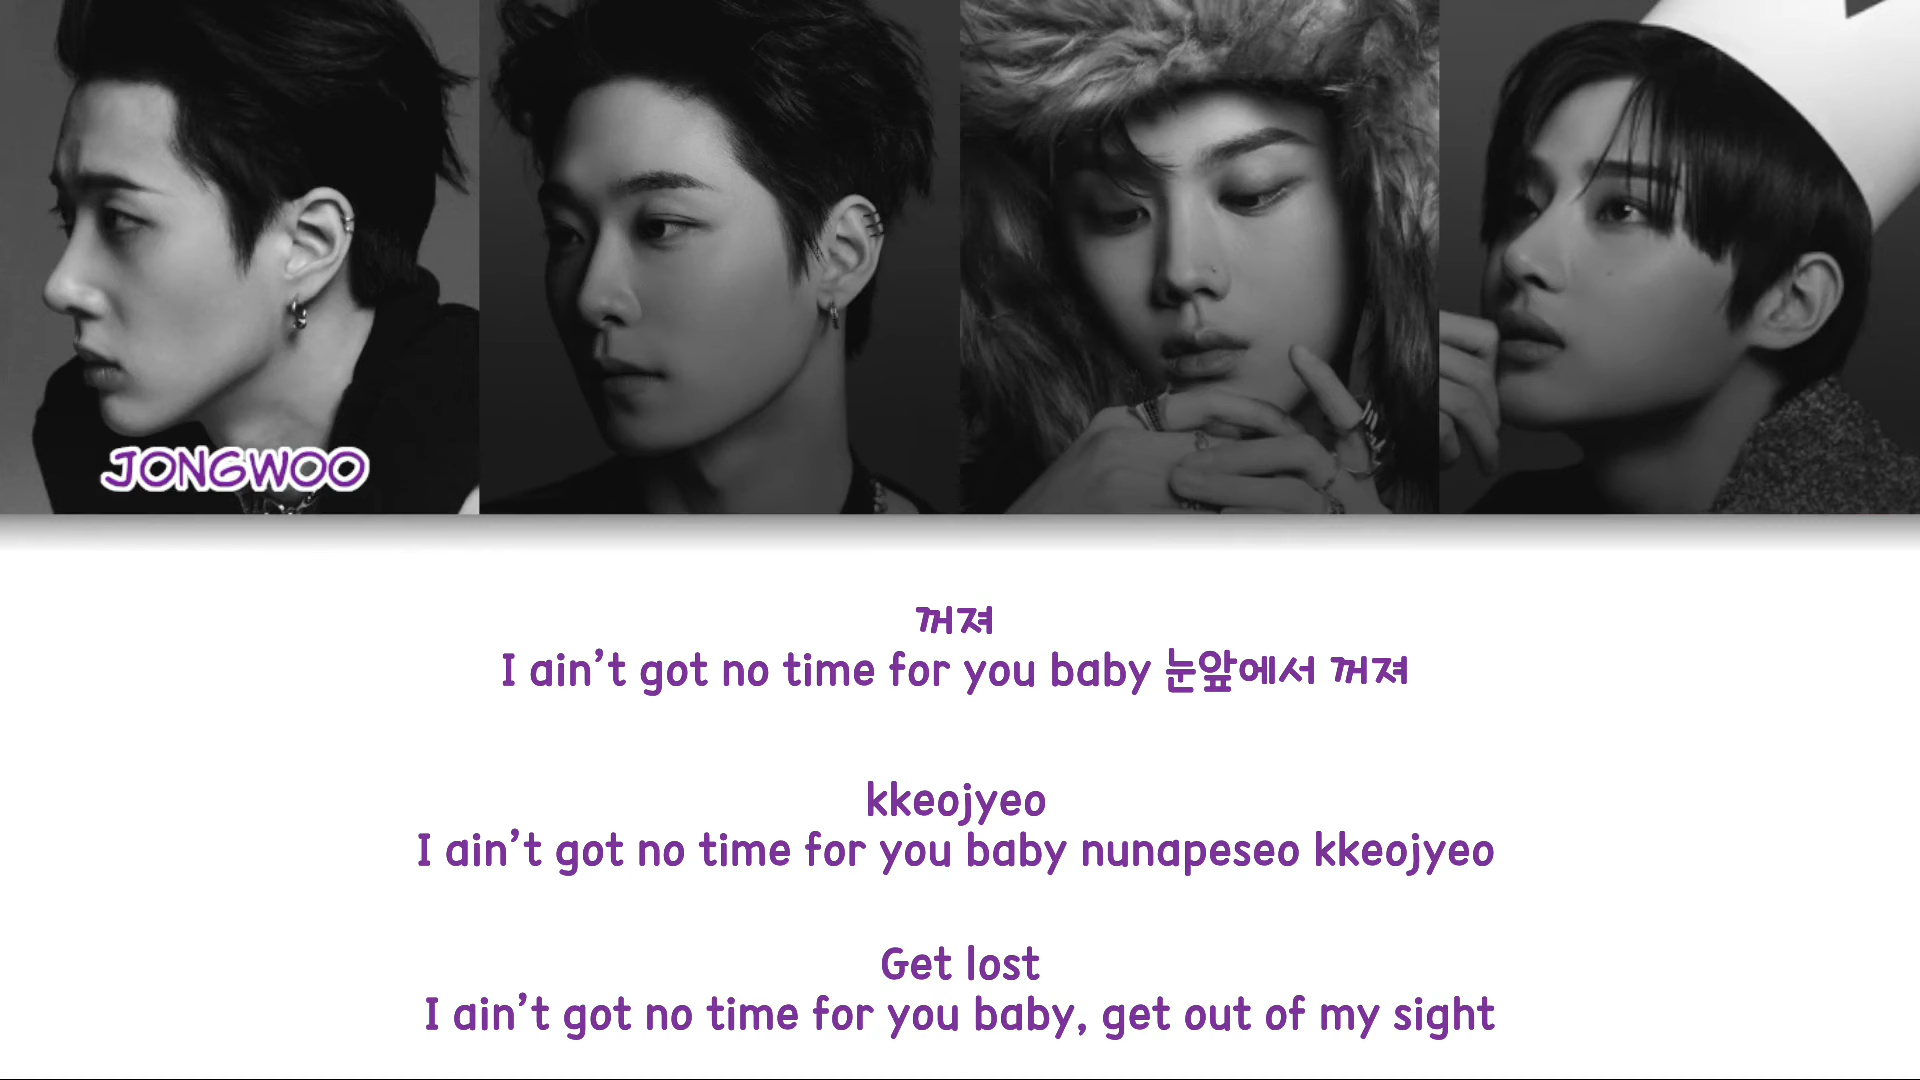 JONGWOO
꺼져
I ain’t got no time for you baby 눈앞에서 꺼져
kkeojyeo
I ain’t got no time for you baby nunapeseo kkeojyeo
Get lost
I ain’t got no time for you baby, get out of my sight